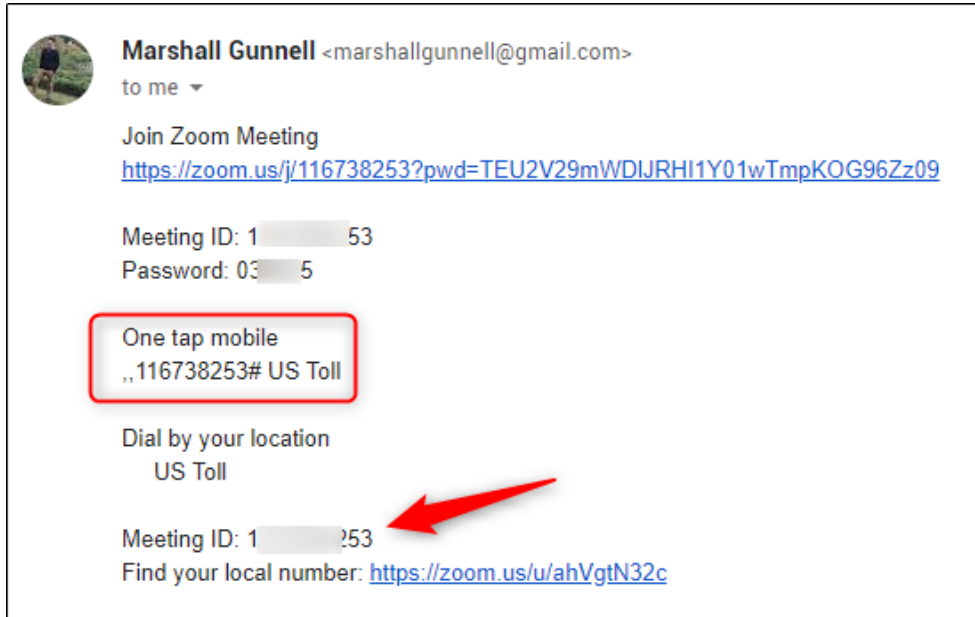 Marshall Gunnell <marshallgunnell@gmail.com>
to me
Join Zoom Meeting
https://zoom.us/j/116738253?pwd=TEU2V29mWDlJRHI1Y01wTmpKOG96Zz09
Meeting ID: 1 53
Password: 03 5
One tap mobile
,,116738253# US Toll
Dial by your location
US Toll
Meeting ID: 1 253
Find your local number: https://zoom.us/u/ahVgtN32c